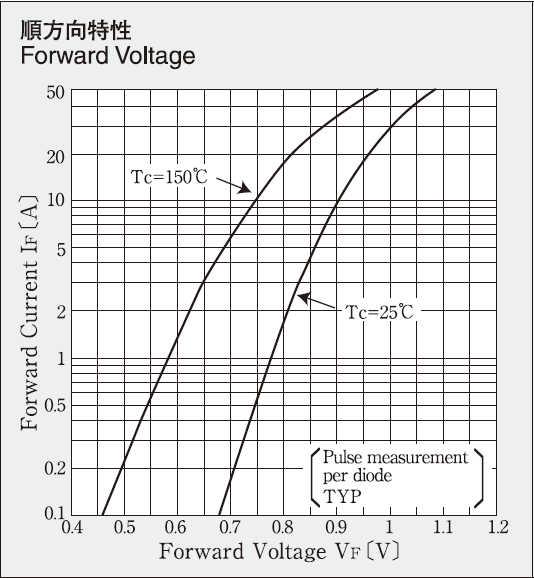 順方向特性
Forward Voltage
50
20
10
5
2
1
0.5
0.2
0.1
Forward Current IF〔A〕
Tc=150℃
Tc=25℃
Pulse measurement
per diode
TYP
0.4 0.5 0.6 0.7 0.8 0.9 1 1.1 1.2
Forward Voltage VF〔V〕